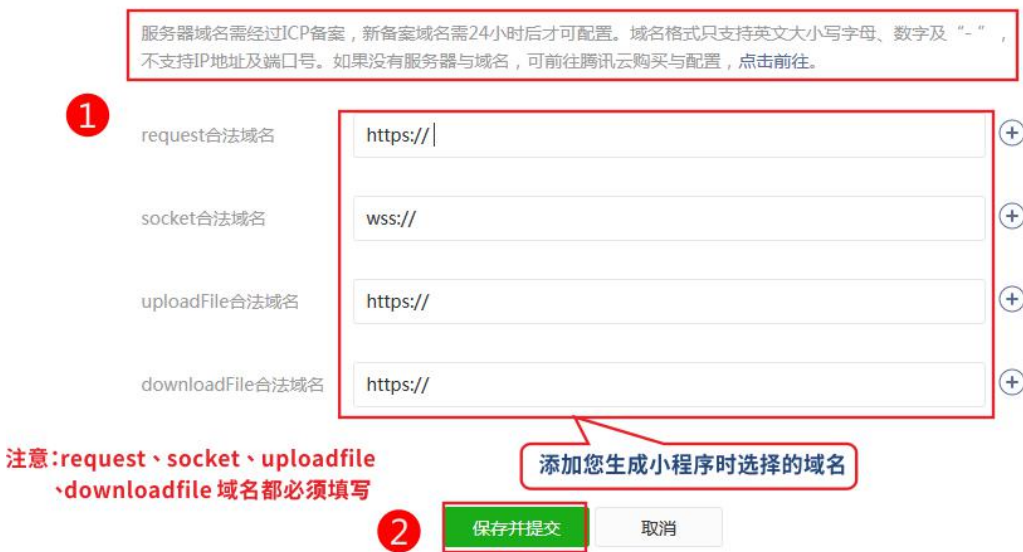 服务器域名需经过ICP备案，新备案域名需24小时后才可配置。域名格式只支持英文大小写字母、数字及“-”，
不支持IP地址及端口号。如果没有服务器与域名，可前往腾讯云购买与配置，点击前往。
1
request合法域名
https://
socket合法域名
wss://
uploadFile合法域名
https://
downloadFile合法域名
https://
注意：request、socket、uploadfile
、downloadfile 域名都必须填写
添加您生成小程序时选择的域名
2
保存并提交
取消